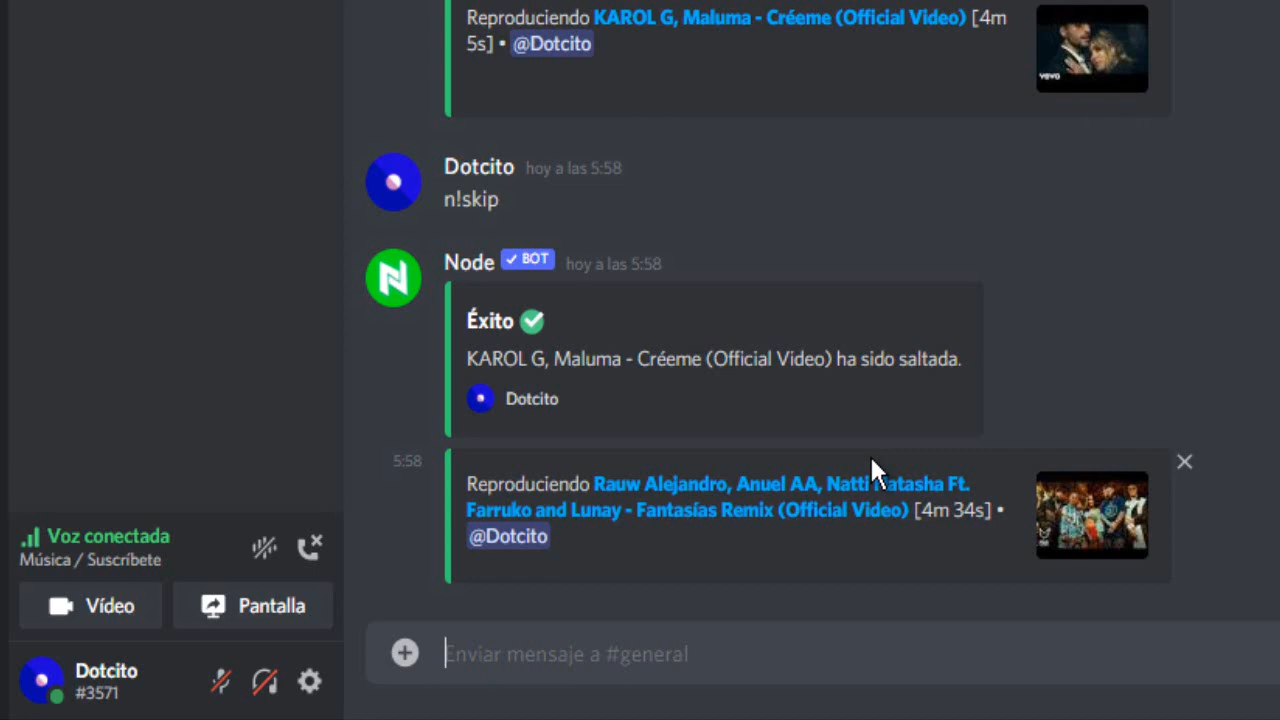 Reproduciendo KAROL G, Maluma - Créeme (Official Video) [4m
5s] • @Dotcito
vevo
Dotcito hoy a las 5:58
n!skip
Node ✓ BOT hoy a las 5:58
Éxito
KAROL G, Maluma - Créeme (Official Video) ha sido saltada.
Dotcito
5:58
Reproduciendo Rauw Alejandro, Anuel AA, Natti Natasha Ft.
Farruko and Lunay - Fantasías Remix (Official Video) [4m 34s] •
@Dotcito
Voz conectada
Música / Suscríbete
Vídeo
Pantalla
Dotcito
#3571
Enviar mensaje a #general